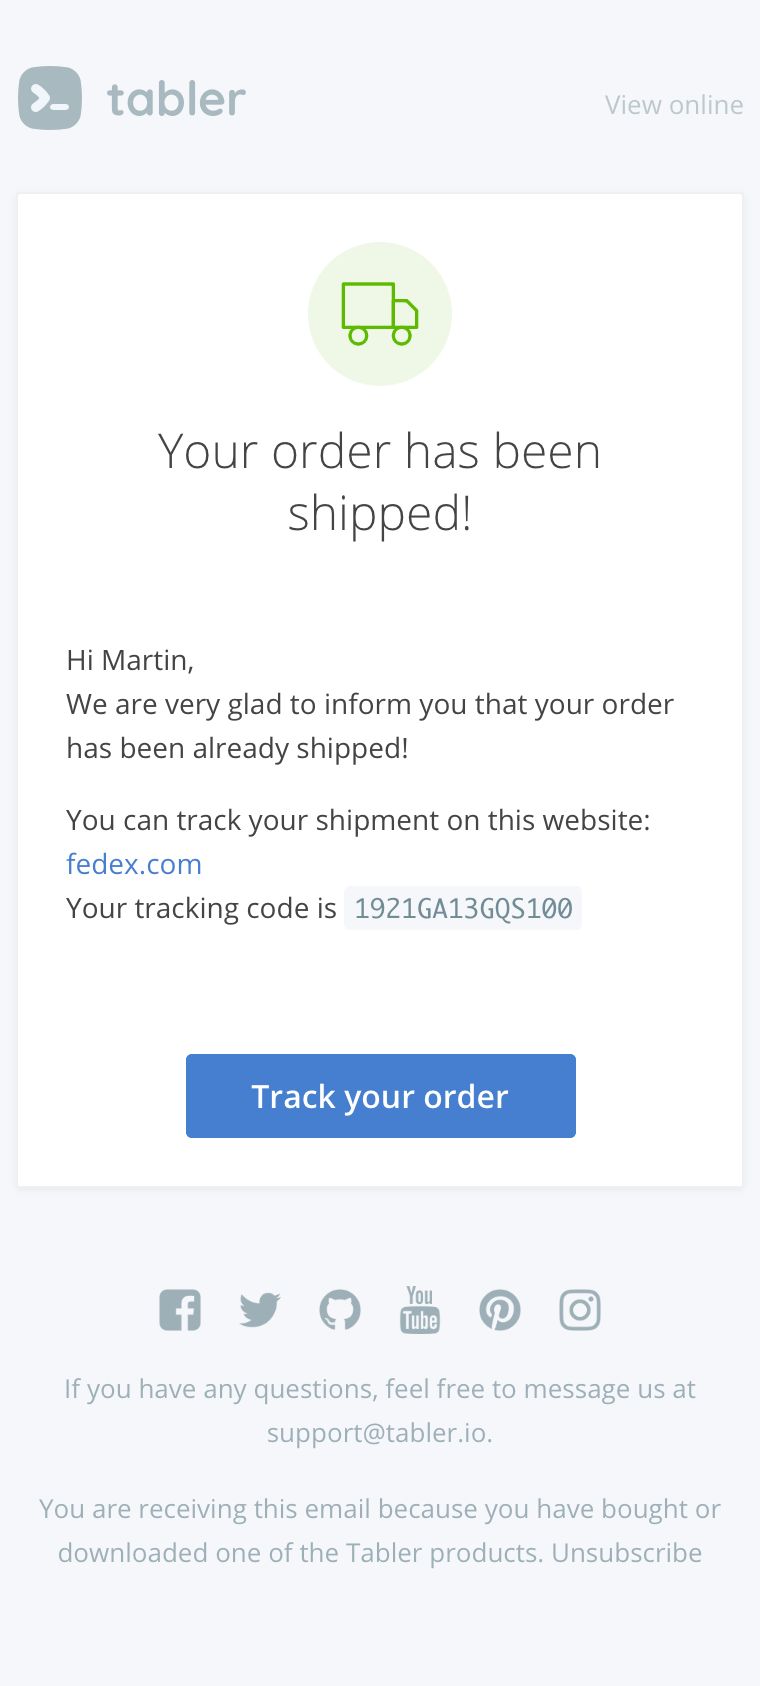 tabler
View online
Your order has been
shipped!
Hi Martin,
We are very glad to inform you that your order
has been already shipped!
You can track your shipment on this website:
fedex.com
Your tracking code is 1921GA13GQS100
Track your order
You
Tube
If you have any questions, feel free to message us at
support@tabler.io.
You are receiving this email because you have bought or
downloaded one of the Tabler products. Unsubscribe